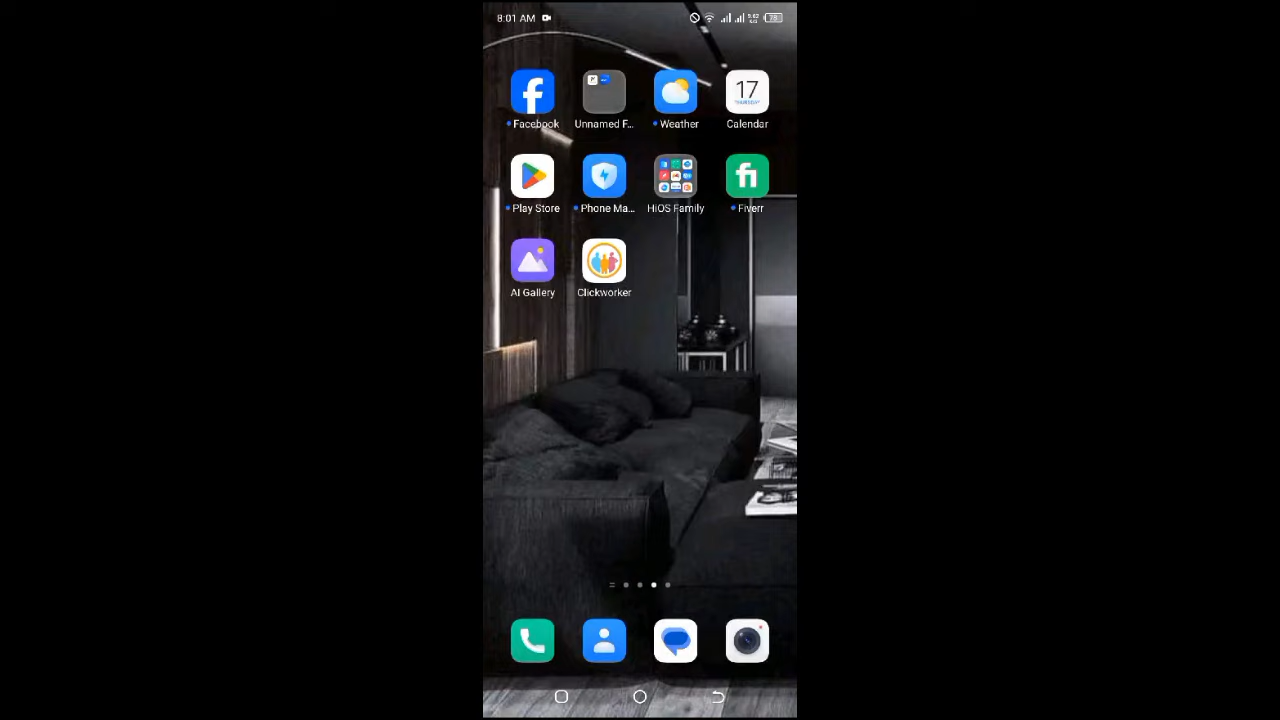 8:01 AM
Facebook
Unnamed F...
Weather
17
THURSDAY
Calendar
Play Store
Phone Ma...
HiOS Family
fi
Fiverr
AI Gallery
Clickworker